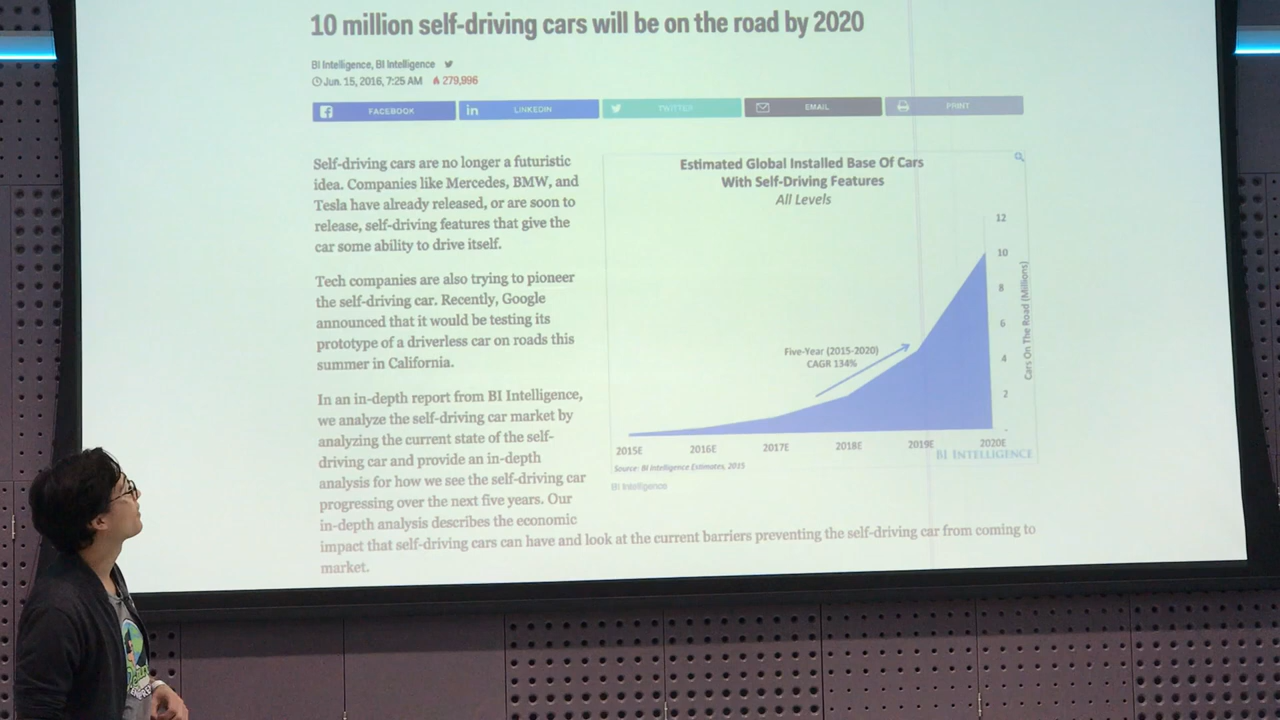 10 million self-driving cars will be on the road by 2020
BI Intelligence, BI Intelligence
Jun. 15, 2016, 7:25 AM 279,996
FACEBOOK
LINKEDIN
TWITTER
EMAIL
PRINT
Self-driving cars are no longer a futuristic
idea. Companies like Mercedes, BMW, and
Tesla have already released, or are soon to
release, self-driving features that give the
car some ability to drive itself.
Tech companies are also trying to pioneer
the self-driving car. Recently, Google
announced that it would be testing its
prototype of a driverless car on roads this
summer in California.
In an in-depth report from BI Intelligence,
we analyze the self-driving car market by
analyzing the current state of the self-
driving car and provide an in-depth
analysis for how we see the self-driving car
progressing over the next five years. Our
in-depth analysis describes the economic
impact that self-driving cars can have and look at the current barriers preventing the self-driving car from coming to
market.
Estimated Global Installed Base Of Cars
With Self-Driving Features
All Levels
12
10
8
6
4
2
-
Cars On The Road (Millions)
Five-Year (2015-2020)
CAGR 134%
2015E 2016E 2017E 2018E 2019E 2020E
BI INTELLIGENCE
Source: BI Intelligence Estimates, 2015
BI Intelligence